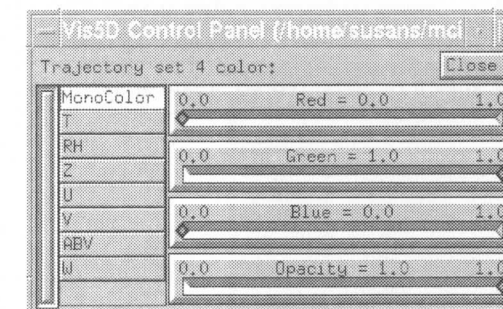 Vis5D Control Panel (/home/susans/mcl
Trajectory set 4 color:
Close
MonoColor
T
RH
Z
U
V
ABV
W
0.0 Red = 0.0 1.0
0.0 Green = 1.0 1.0
0.0 Blue = 0.0 1.0
0.0 Opacity = 1.0 1.0